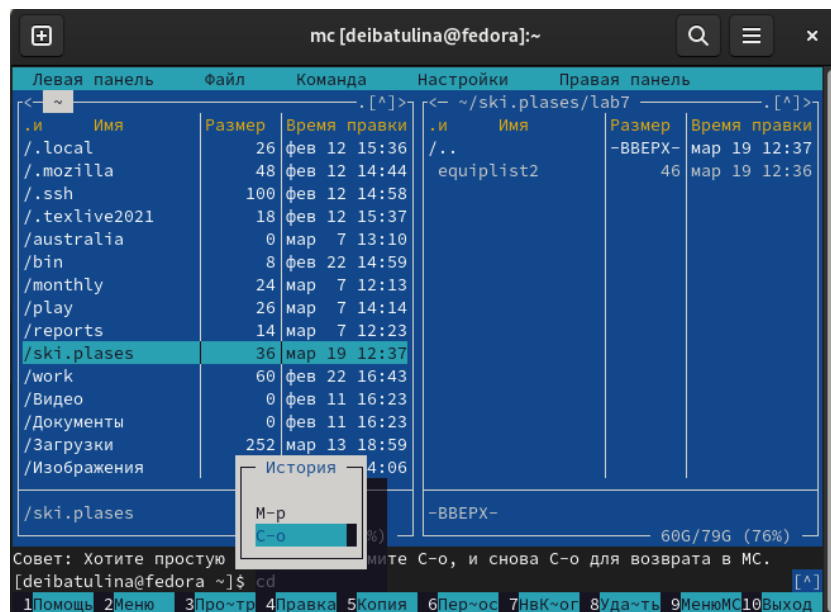 mc [deibatulina@fedora]:~
Левая панель Файл Команда Настройки Правая панель
<— ~ .[^]> <— ~/ski.plases/lab7 .[^]>
.и Имя Размер Время правки .и Имя Размер Время правки
/.local 26 фев 12 15:36 /.. -ВВЕРХ- мар 19 12:37
/.mozilla 48 фев 12 14:44 equiplist2 46 мар 19 12:36
/.ssh 100 фев 12 14:58
/.texlive2021 18 фев 12 15:37
/australia 0 мар 7 13:10
/bin 8 фев 22 14:59
/monthly 24 мар 7 12:13
/play 26 мар 7 14:14
/reports 14 мар 7 12:23
/ski.plases 36 мар 19 12:37
/work 60 фев 22 16:43
/Видео 0 фев 11 16:23
/Документы 0 фев 11 16:23
/Загрузки 252 мар 13 18:59
/Изображения История 4:06
/ski.plases М-р -ВВЕРХ-
С-о %) 60G/79G (76%)
Совет: Хотите простую мите С-о, и снова С-о для возврата в МС.
[deibatulina@fedora ~]$ cd [^]
1Помощь 2Меню 3Про~тр 4Правка 5Копия 6Пер~ос 7НвК~ог 8Уда~ть 9МенюМС10Выход